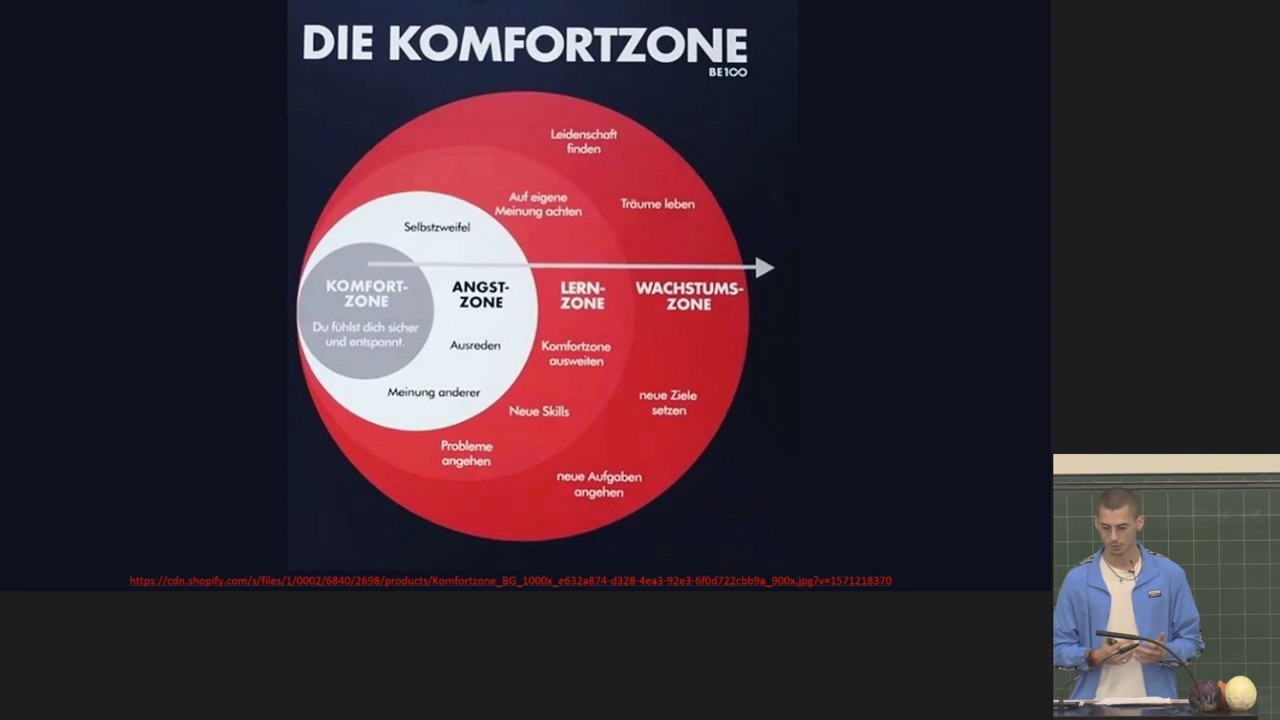 DIE KOMFORTZONE
BE100
Leidenschaft
finden
Auf eigene
Meinung achten
Träume leben
Selbstzweifel
KOMFORT-
ZONE
Du fühlst dich sicher
und entspannt.
ANGST-
ZONE
LERN-
ZONE
WACHSTUMS-
ZONE
Ausreden
Komfortzone
ausweiten
Meinung anderer
neue Ziele
setzen
Neue Skills
Probleme
angehen
neue Aufgaben
angehen
https://cdn.shopify.com/s/files/1/0002/6840/2698/products/Komfortzone_BG_1000x_e632a874-d328-4ea3-92e3-6f0d722cbb9a_900x.jpg?v=1571218370